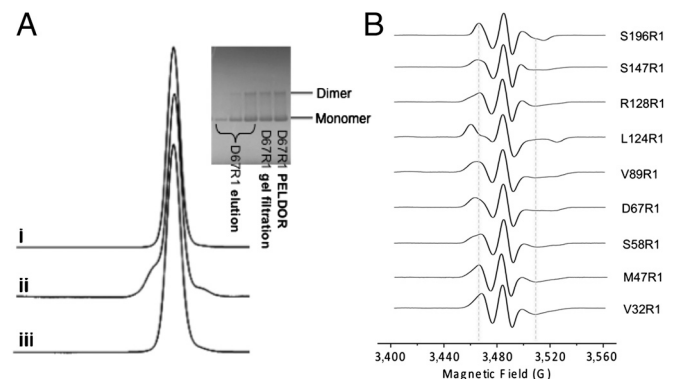 A
Dimer
Monomer
D67R1 elution
D67R1 gel filtration
D67R1 PELDOR
i
ii
iii
B
S196R1
S147R1
R128R1
L124R1
V89R1
D67R1
S58R1
M47R1
V32R1
3,400 3,440 3,480 3,520 3,560
Magnetic Field (G)